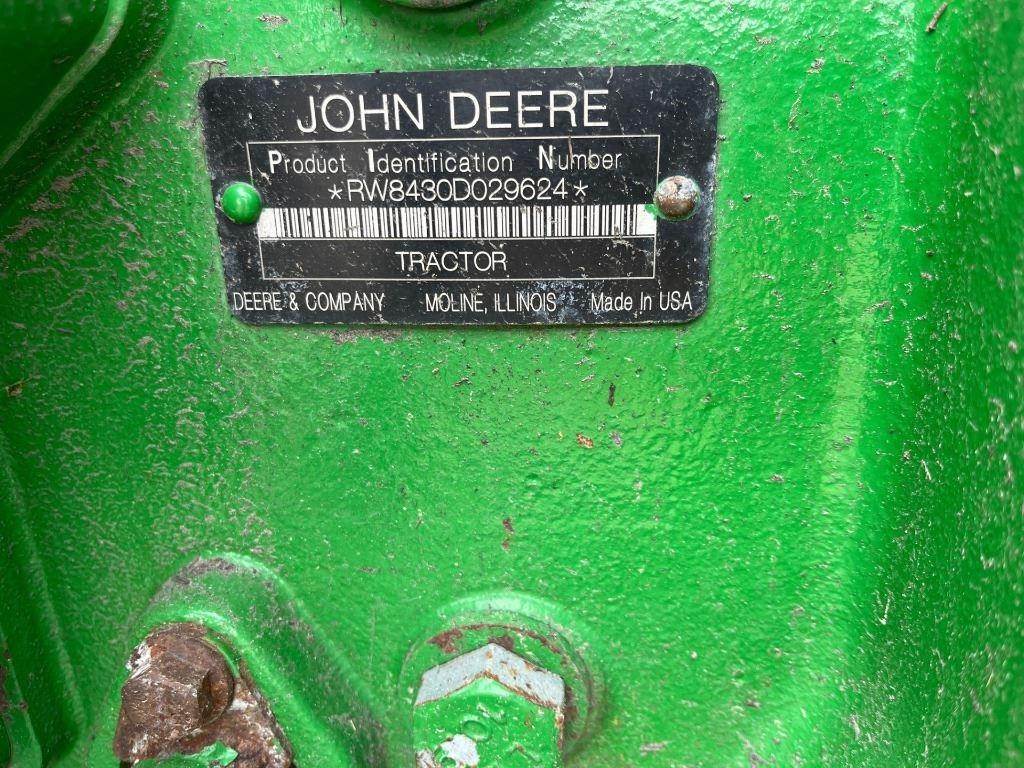 JOHN DEERE
Product Identification Number
*RW8430D029624*
TRACTOR
DEERE & COMPANY MOLINE, ILLINOIS Made in USA